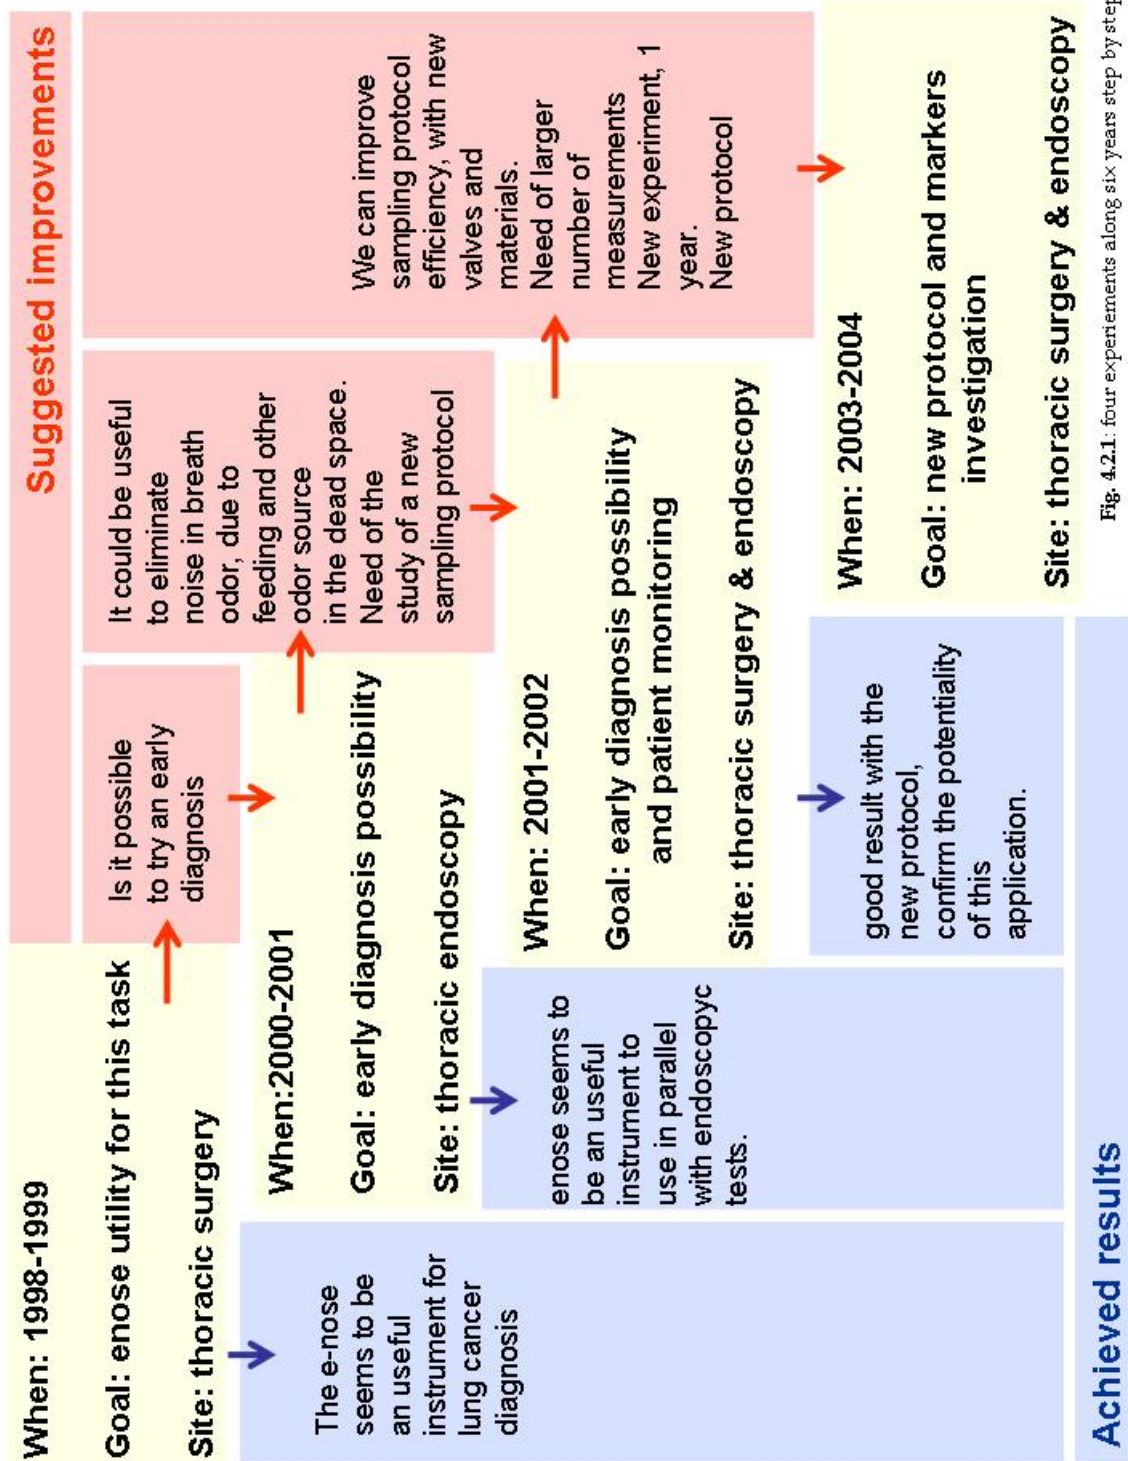 When: 1998-1999
Goal: enose utility for this task
Site: thoracic surgery
Suggested improvements
Is it possible
to try an early
diagnosis
It could be useful
to eliminate
noise in breath
odor, due to
feeding and other
odor source
in the dead space.
Need of the
study of a new
sampling protocol
We can improve
sampling protocol
efficiency, with new
valves and
materials.
Need of larger
number of
measurements
New experiment, 1
year.
New protocol
When:2000-2001
Goal: early diagnosis possibility
Site: thoracic endoscopy
When: 2001-2002
Goal: early diagnosis possibility
and patient monitoring
Site: thoracic surgery & endoscopy
When: 2003-2004
Goal: new protocol and markers
investigation
Site: thoracic surgery & endoscopy
The e-nose
seems to be
an useful
instrument for
lung cancer
diagnosis
enose seems to
be an useful
instrument to
use in parallel
with endoscopyc
tests.
good result with the
new protocol,
confirm the potentiality
of this
application.
Achieved results
Fig. 4.2.1: four experiements along six years step by step